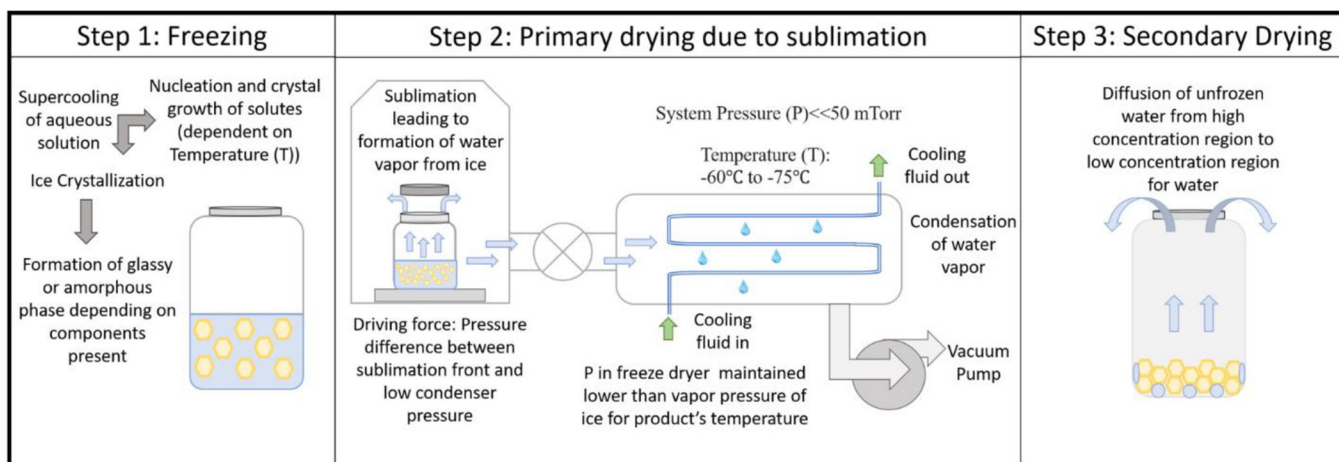 Step 1: Freezing
Supercooling
of aqueous
solution
Nucleation and crystal
growth of solutes
(dependent on
Temperature (T))
Ice Crystallization
Formation of glassy
or amorphous
phase depending on
components
present
Step 2: Primary drying due to sublimation
Sublimation
leading to
formation of water
vapor from ice
System Pressure (P)<<50 mTorr
Temperature (T):
-60℃ to -75℃
Cooling
fluid out
Condensation
of water
vapor
Driving force: Pressure
difference between
sublimation front and
low condenser
pressure
Cooling
fluid in
P in freeze dryer maintained
lower than vapor pressure of
ice for product's temperature
Vacuum
Pump
Step 3: Secondary Drying
Diffusion of unfrozen
water from high
concentration region to
low concentration region
for water